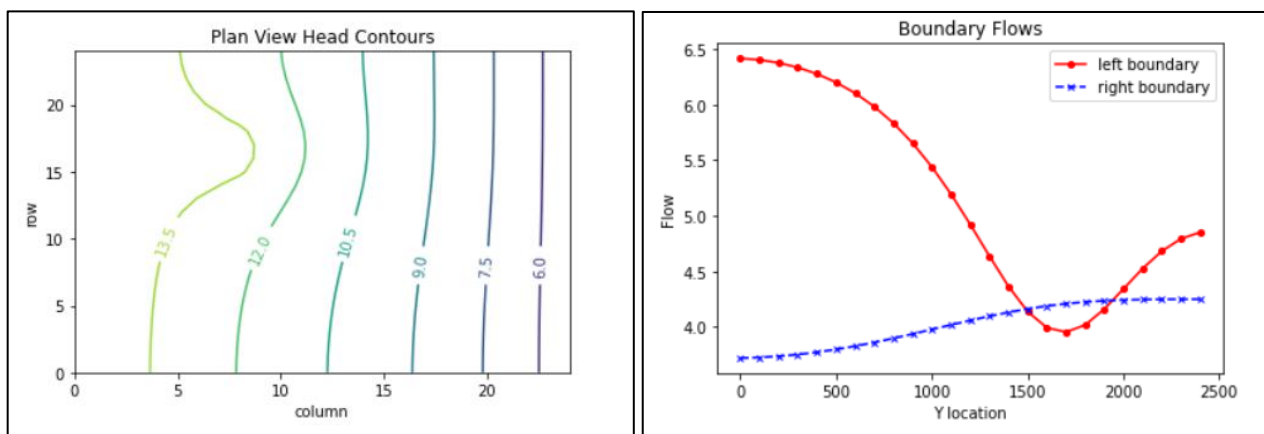 Plan View Head Contours
row
20
15
10
5
0
13.5
12.0
10.5
9.0
7.5
6.0
0 5 10 15 20
column
Boundary Flows
Flow
6.5
6.0
5.5
5.0
4.5
4.0
left boundary
right boundary
0 500 1000 1500 2000 2500
Y location